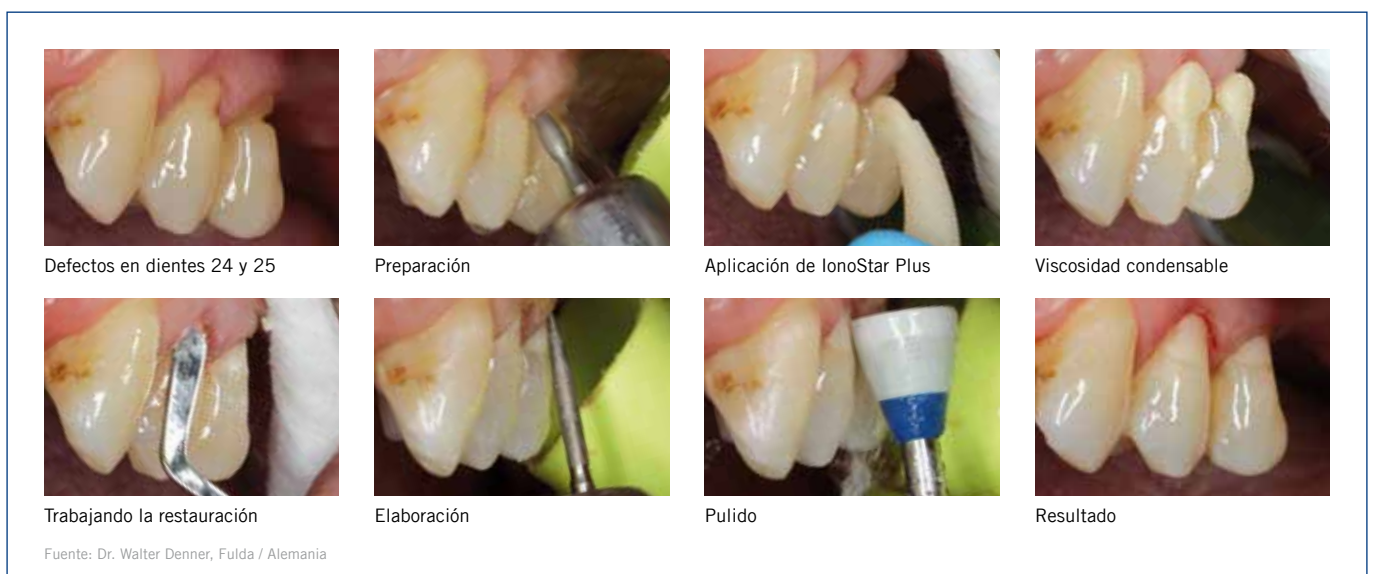 Defectos en dientes 24 y 25
Preparación
Aplicación de IonoStar Plus
Viscosidad condensable
Trabajando la restauración
Elaboración
Pulido
Resultado
Fuente: Dr. Walter Denner, Fulda / Alemania